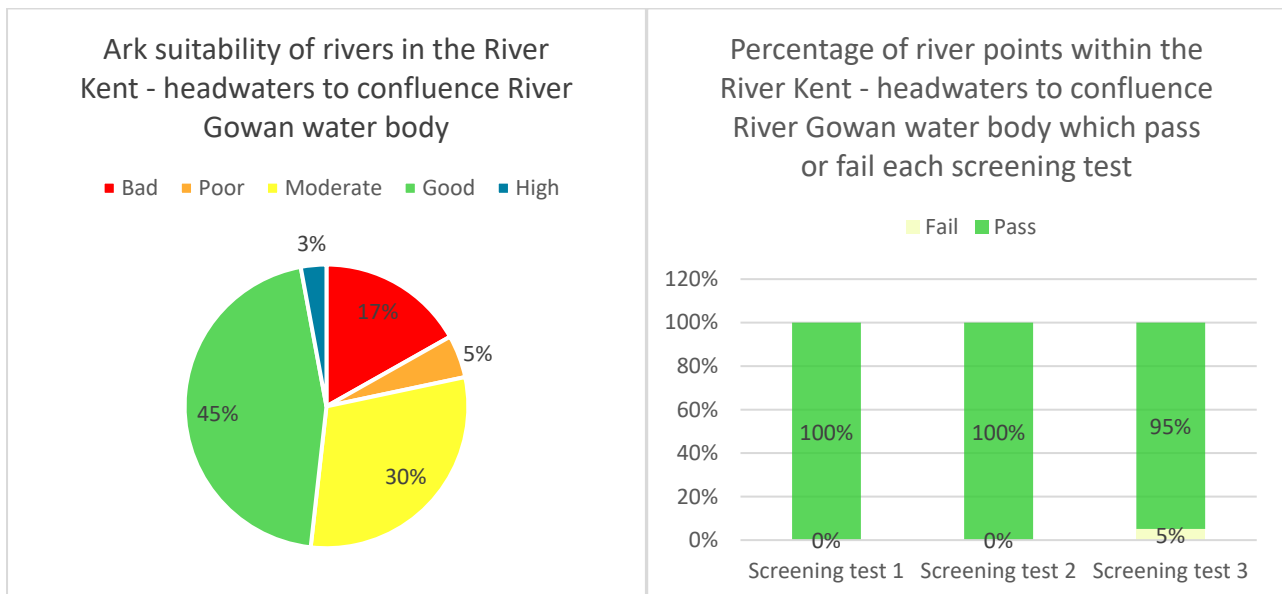 Ark suitability of rivers in the River
Kent - headwaters to confluence River
Gowan water body
Bad Poor Moderate Good High
3%
17%
5%
45%
30%
Percentage of river points within the
River Kent - headwaters to confluence
River Gowan water body which pass
or fail each screening test
Fail Pass
120%
100%
80%
60%
40%
20%
0%
100% 100% 95%
0% 0% 5%
Screening test 1 Screening test 2 Screening test 3